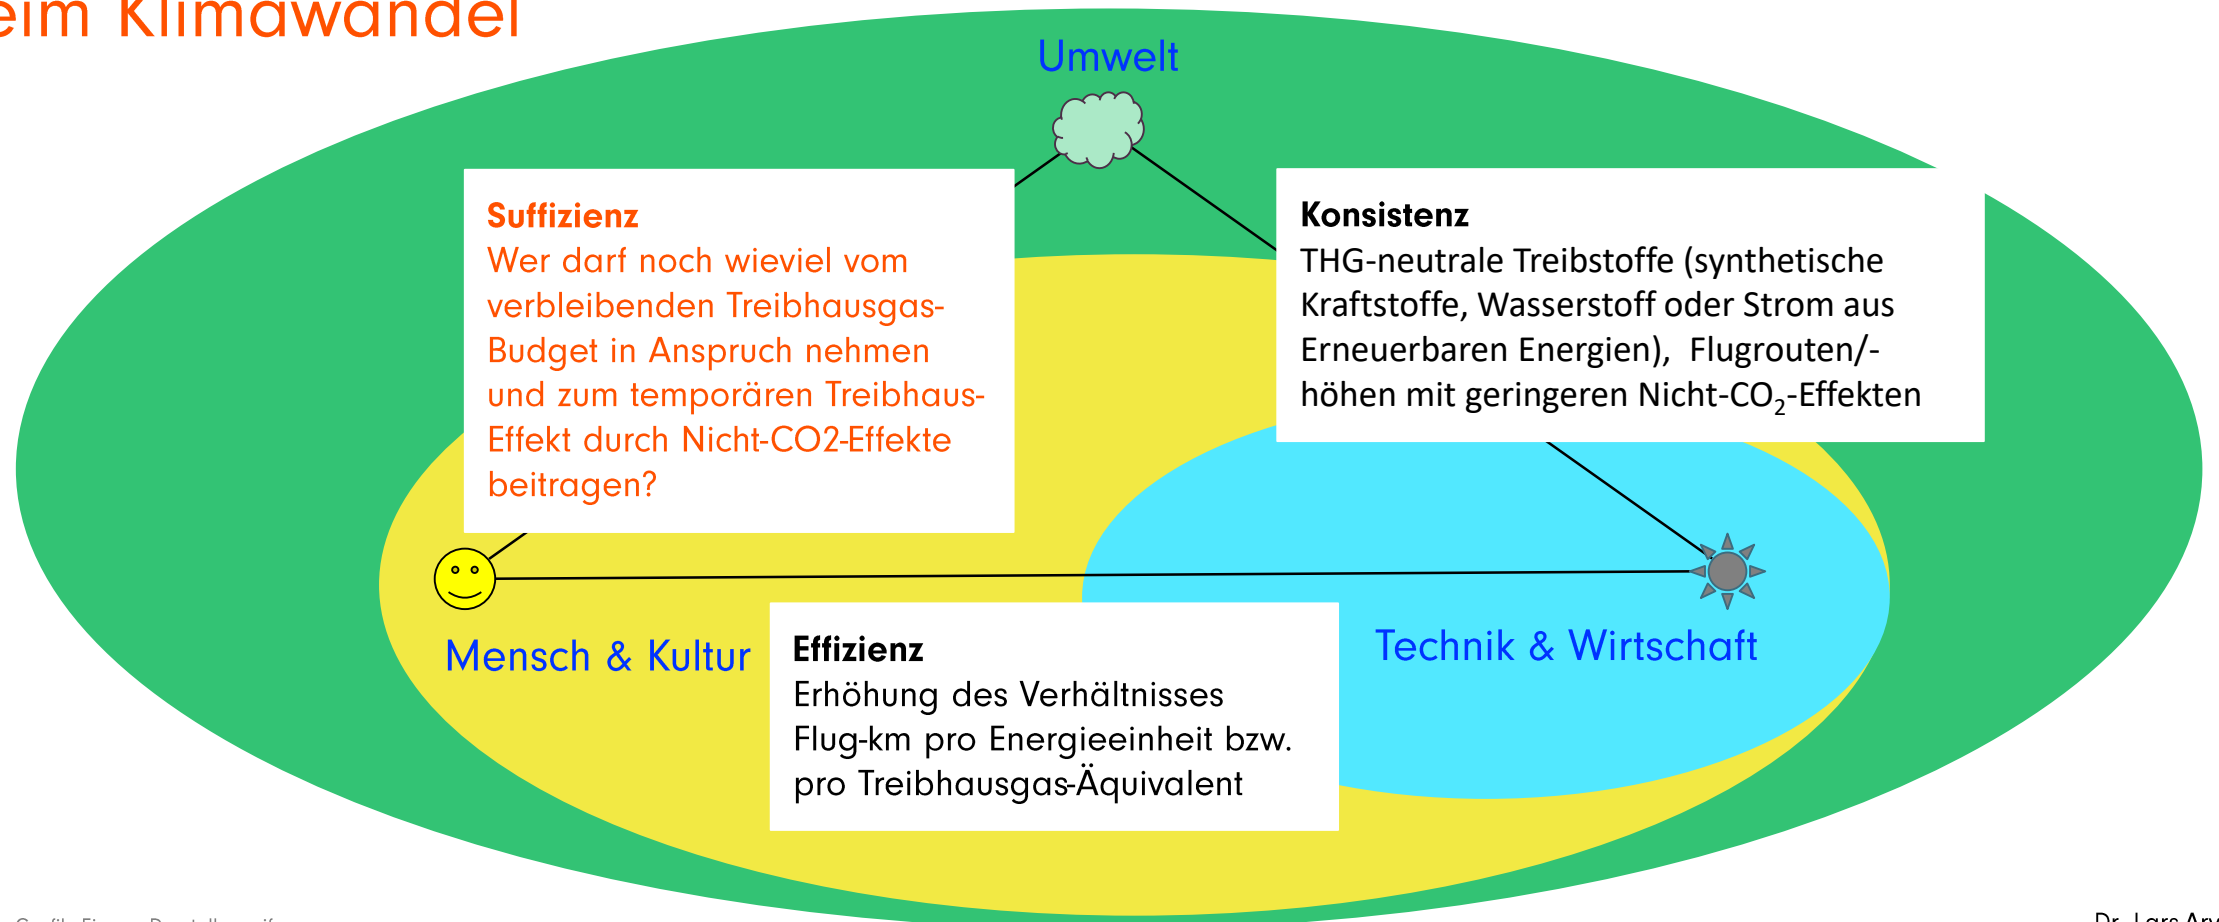 Klimawandel
Umwelt
Suffizienz
Wer darf noch wieviel vom
verbleibenden Treibhausgas-
Budget in Anspruch nehmen
und zum temporären Treibhaus-
Effekt durch Nicht-CO2-Effekte
beitragen?
Konsistenz
THG-neutrale Treibstoffe (synthetische
Kraftstoffe, Wasserstoff oder Strom aus
Erneuerbaren Energien), Flugrouten/-
höhen mit geringeren Nicht-CO₂-Effekten
Mensch & Kultur
Effizienz
Erhöhung des Verhältnisses
Flug-km pro Energieeinheit bzw.
pro Treibhausgas-Äquivalent
Technik & Wirtschaft
Dr. Lars